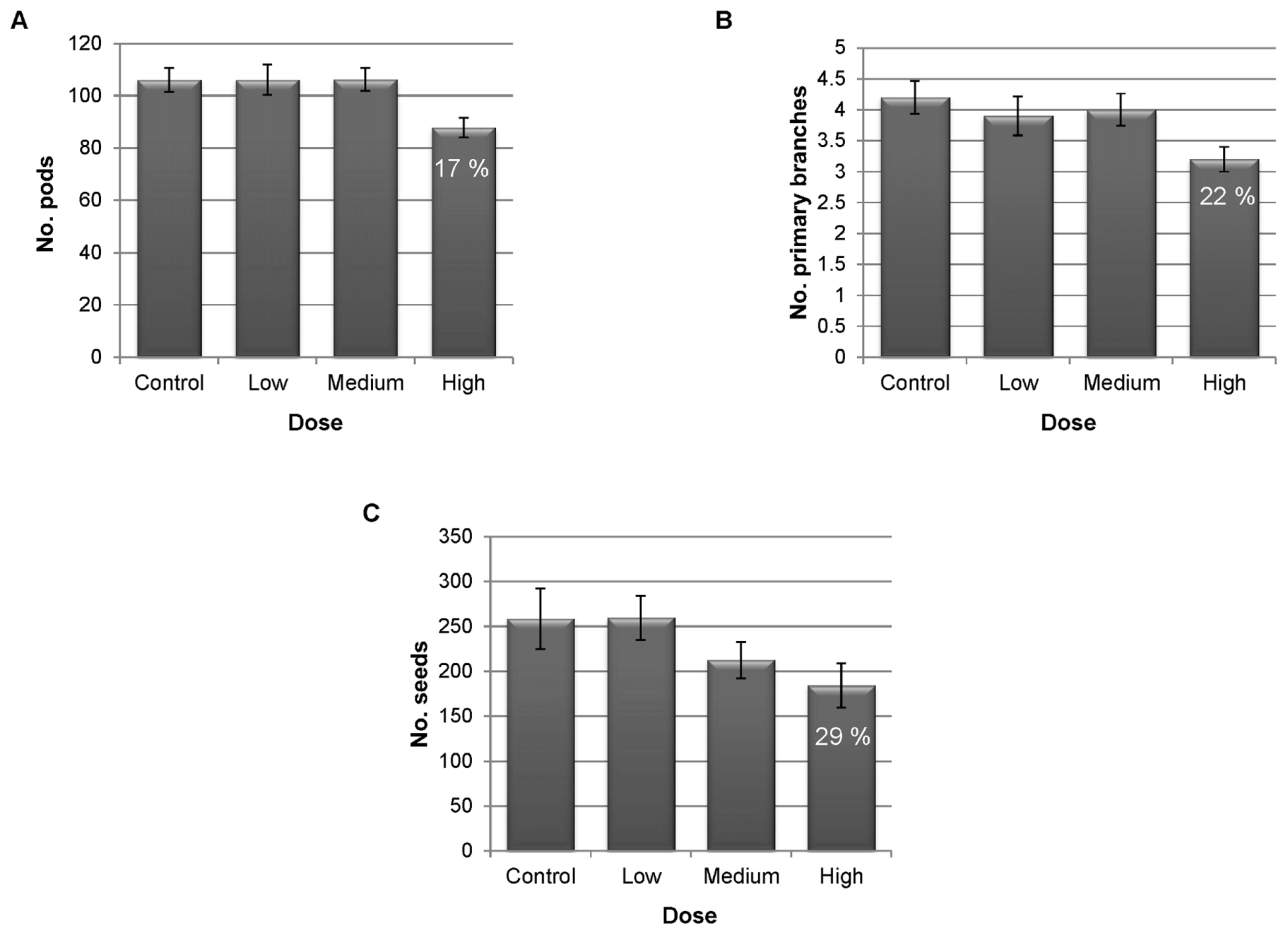 A
No. pods
120
100
80
60
40
20
0
17 %
Control Low Medium High
Dose
B
No. primary branches
5
4.5
4
3.5
3
2.5
2
1.5
1
0.5
0
22 %
Control Low Medium High
Dose
C
No. seeds
350
300
250
200
150
100
50
0
29 %
Control Low Medium High
Dose